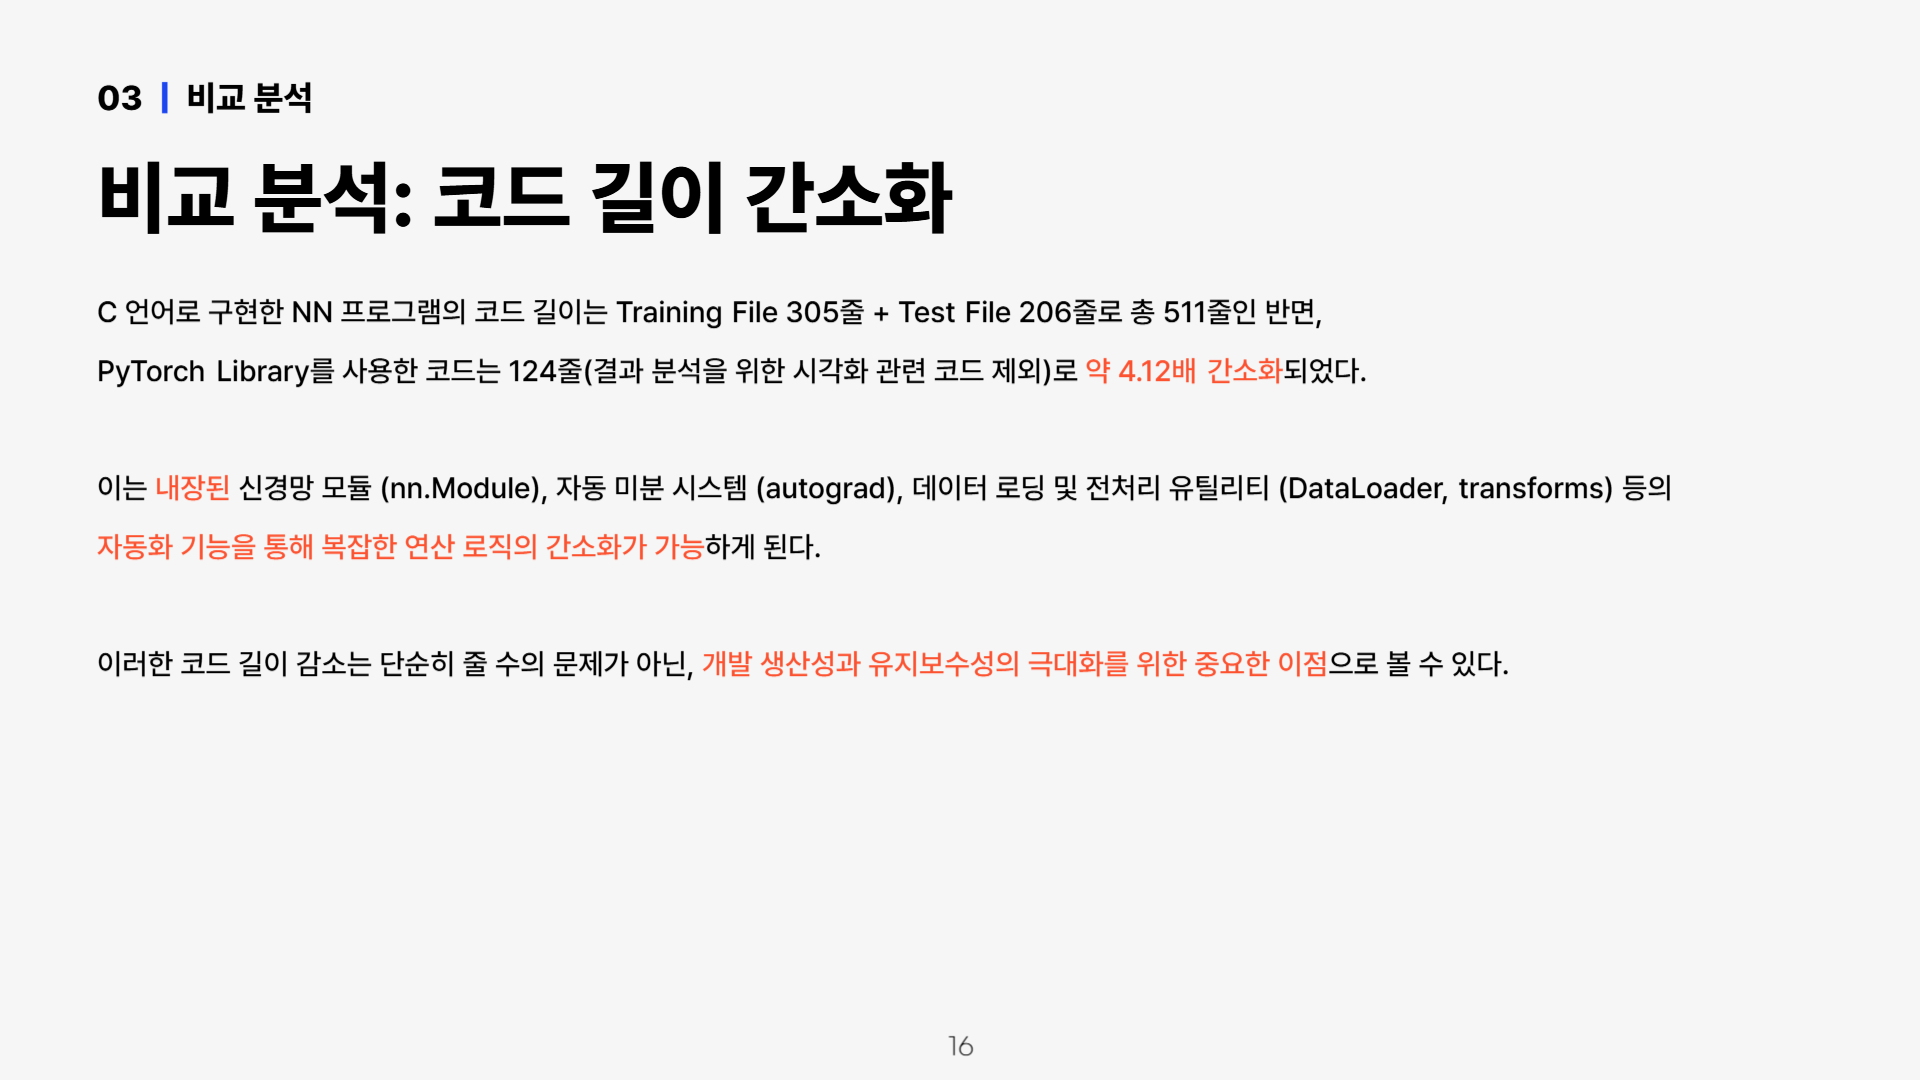 03 | 비교 분석
비교 분석: 코드 길이 간소화
C 언어로 구현한 NN 프로그램의 코드 길이는 Training File 305줄 + Test File 206줄로 총 511줄인 반면,
PyTorch Library를 사용한 코드는 124줄(결과 분석을 위한 시각화 관련 코드 제외)로 약 4.12배 간소화되었다.
이는 내장된 신경망 모듈 (nn.Module), 자동 미분 시스템 (autograd), 데이터 로딩 및 전처리 유틸리티 (DataLoader, transforms) 등의
자동화 기능을 통해 복잡한 연산 로직의 간소화가 가능하게 된다.
이러한 코드 길이 감소는 단순히 줄 수의 문제가 아닌, 개발 생산성과 유지보수성의 극대화를 위한 중요한 이점으로 볼 수 있다.
16